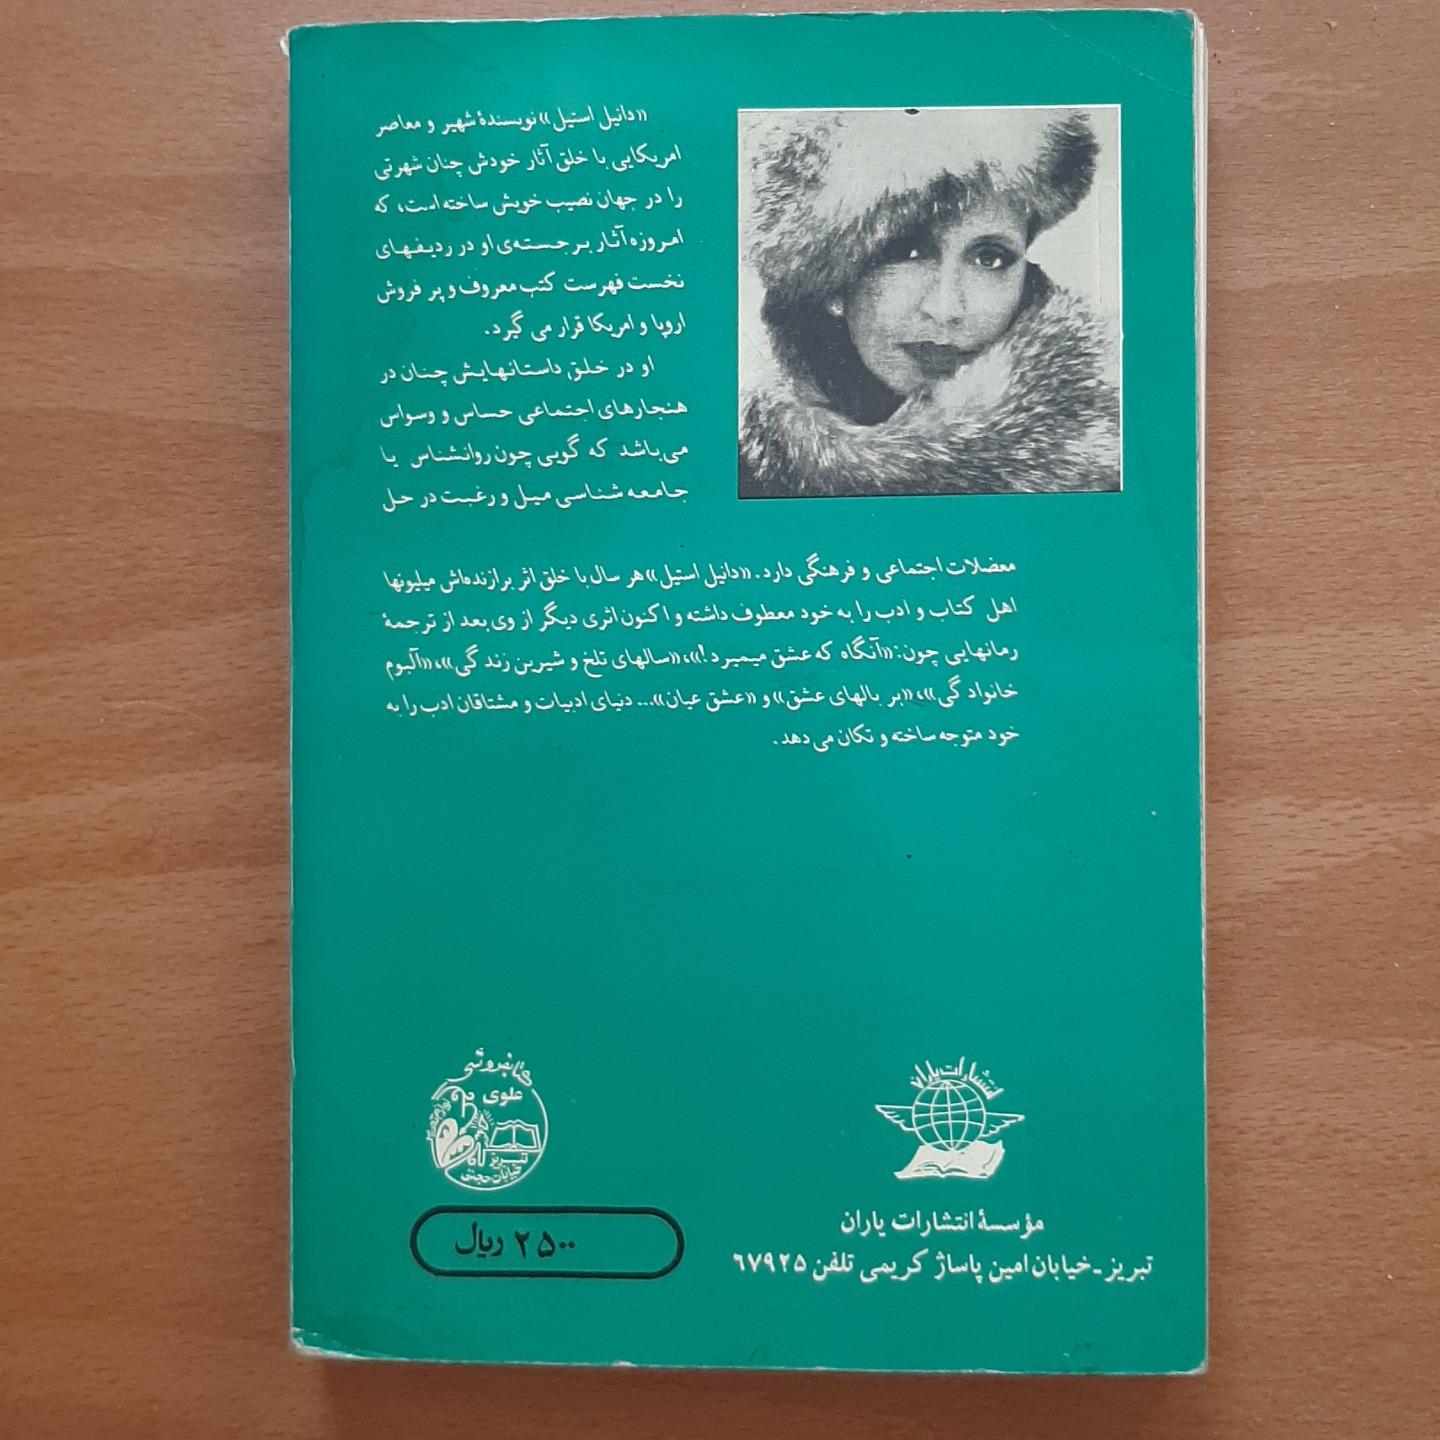 «دانیل استیل» نویسندهٔ شهیر و معاصر
امریکایی با خلق آثار خودش چنان شهرتی
را در جهان نصیب خویش ساخته است، که
امروزه آثار برجسته‌ی او در ردیفهای
نخست فهرست کتب معروف و پر فروش
اروپا و امریکا قرار می گیرد.
او در خلق داستانهایش چنان در
هنجارهای اجتماعی حساس و وسواس
می‌باشد که گویی چون روانشناس یا
جامعه شناسی میل و رغبت در حل
معضلات اجتماعی و فرهنگی دارد. «دانیل استیل» هر سال با خلق اثر برازنده‌اش میلیونها
اهل کتاب و ادب را به خود معطوف داشته و اکنون اثری دیگر از وی بعد از ترجمهٔ
رمانهایی چون: «آنگاه که عشق میمیرد!»، «سالهای تلخ و شیرین زندگی»، «آلبوم
خانوادگی»، «بر بالهای عشق» و «عشق عیان»... دنیای ادبیات و مشتاقان ادب را به
خود متوجه ساخته و تکان می‌دهد.
انتشارات یاران
مؤسسهٔ انتشارات یاران
تبریز - خیابان امین پاساژ کریمی تلفن ۶۷۹۲۵
کتابفروشی
علوی
تبریز
خیابان
۲۵۰۰ ریال